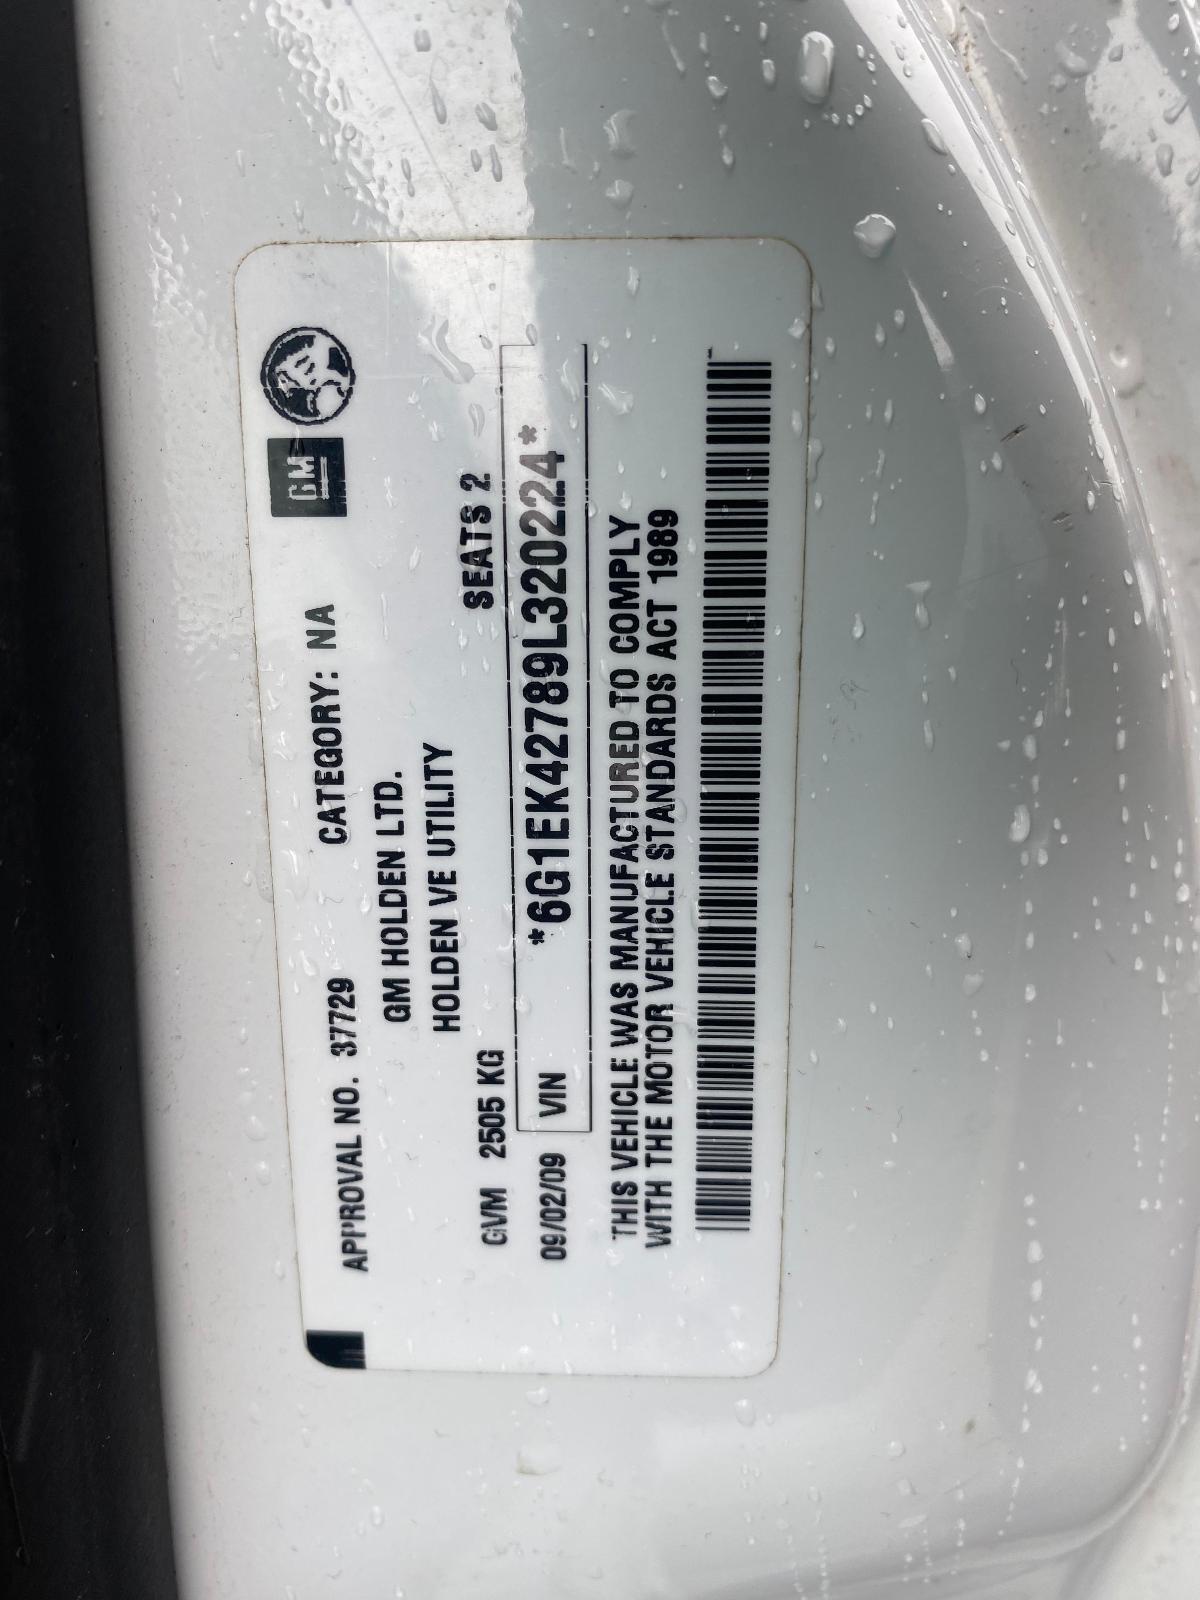 GM
APPROVAL NO. 37729 CATEGORY: NA
GM HOLDEN LTD.
HOLDEN VE UTILITY
GVM 2505 KG SEATS 2
09/02/09 VIN *6G1EK42789L320224*
THIS VEHICLE WAS MANUFACTURED TO COMPLY
WITH THE MOTOR VEHICLE STANDARDS ACT 1989